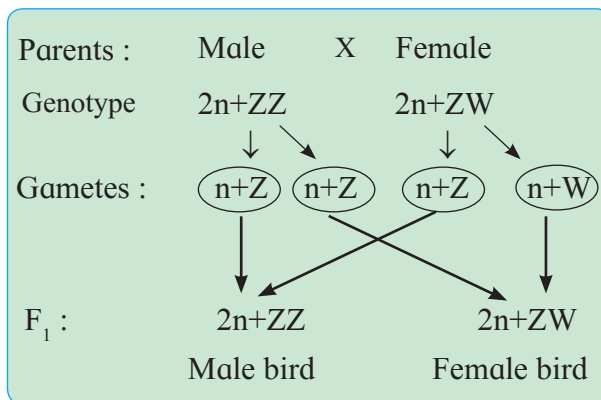 Parents : Male X Female
Genotype 2n+ZZ 2n+ZW
Gametes : n+Z n+Z n+Z n+W
F₁ : 2n+ZZ 2n+ZW
Male bird Female bird